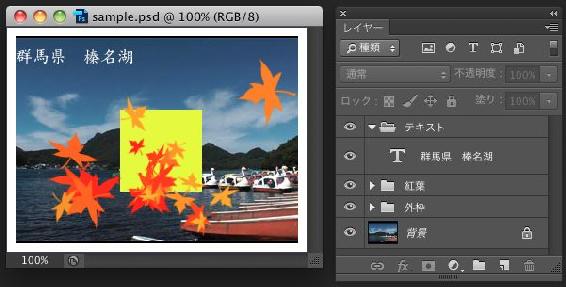 sample.psd @ 100% (RGB/8)
群馬県 榛名湖
100%
レイヤー
種類
通常
不透明度: 100%
ロック:
塗り: 100%
テキスト
T 群馬県 榛名湖
紅葉
外枠
背景
fx